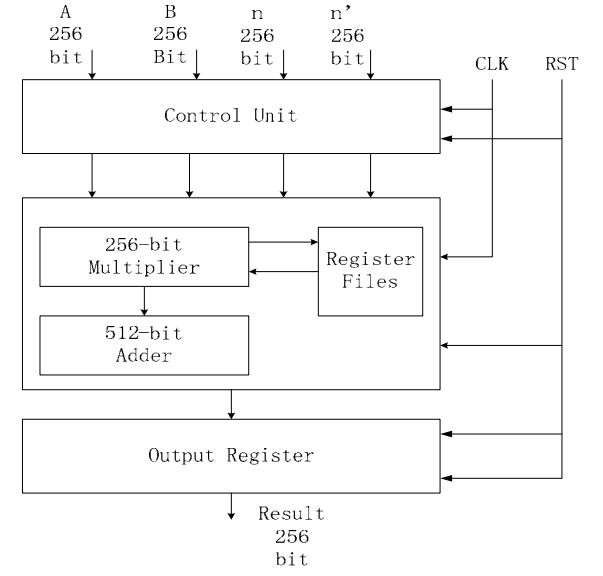 A B n n'
256 256 256 256
bit Bit bit bit
CLK RST
Control Unit
256-bit
Multiplier
Register
Files
512-bit
Adder
Output Register
Result
256
bit